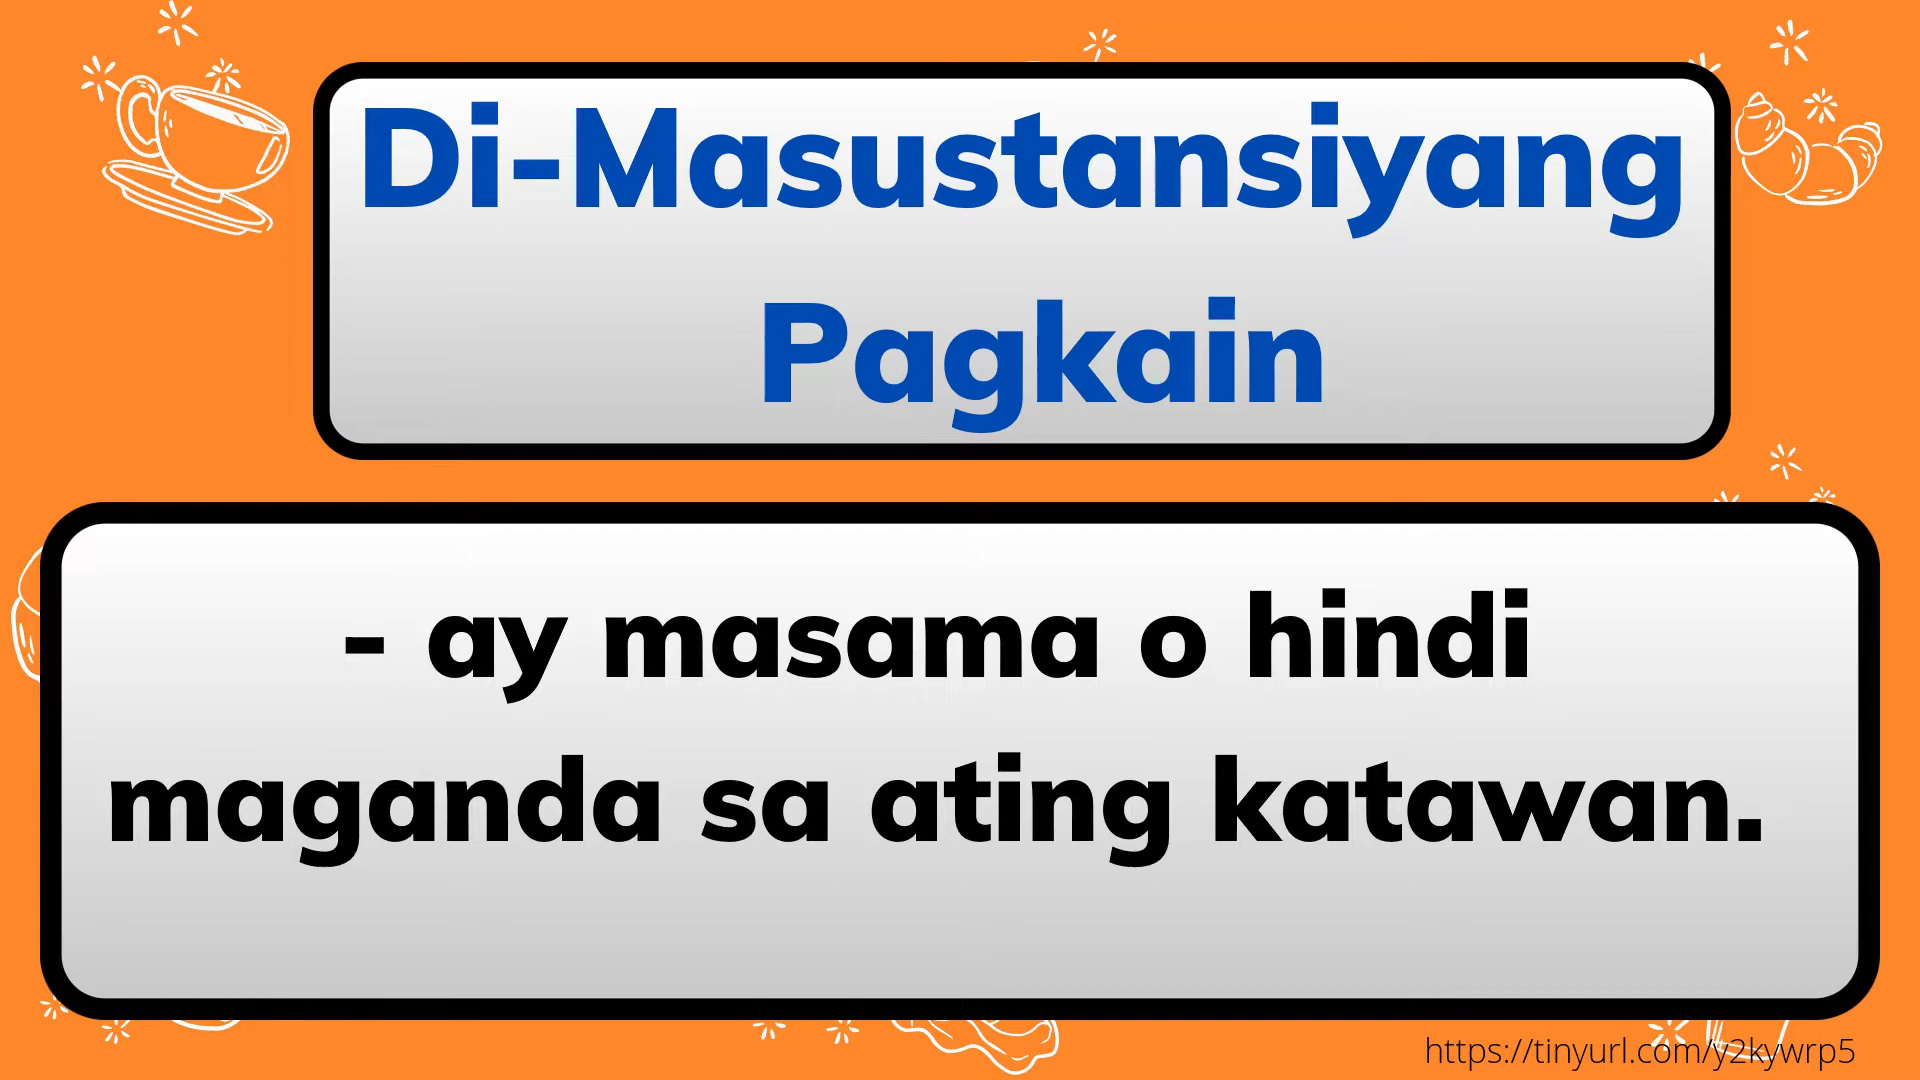 Di-Masustansiyang
Pagkain
- ay masama o hindi
maganda sa ating katawan.
https://tinyurl.com/y2kywrp5